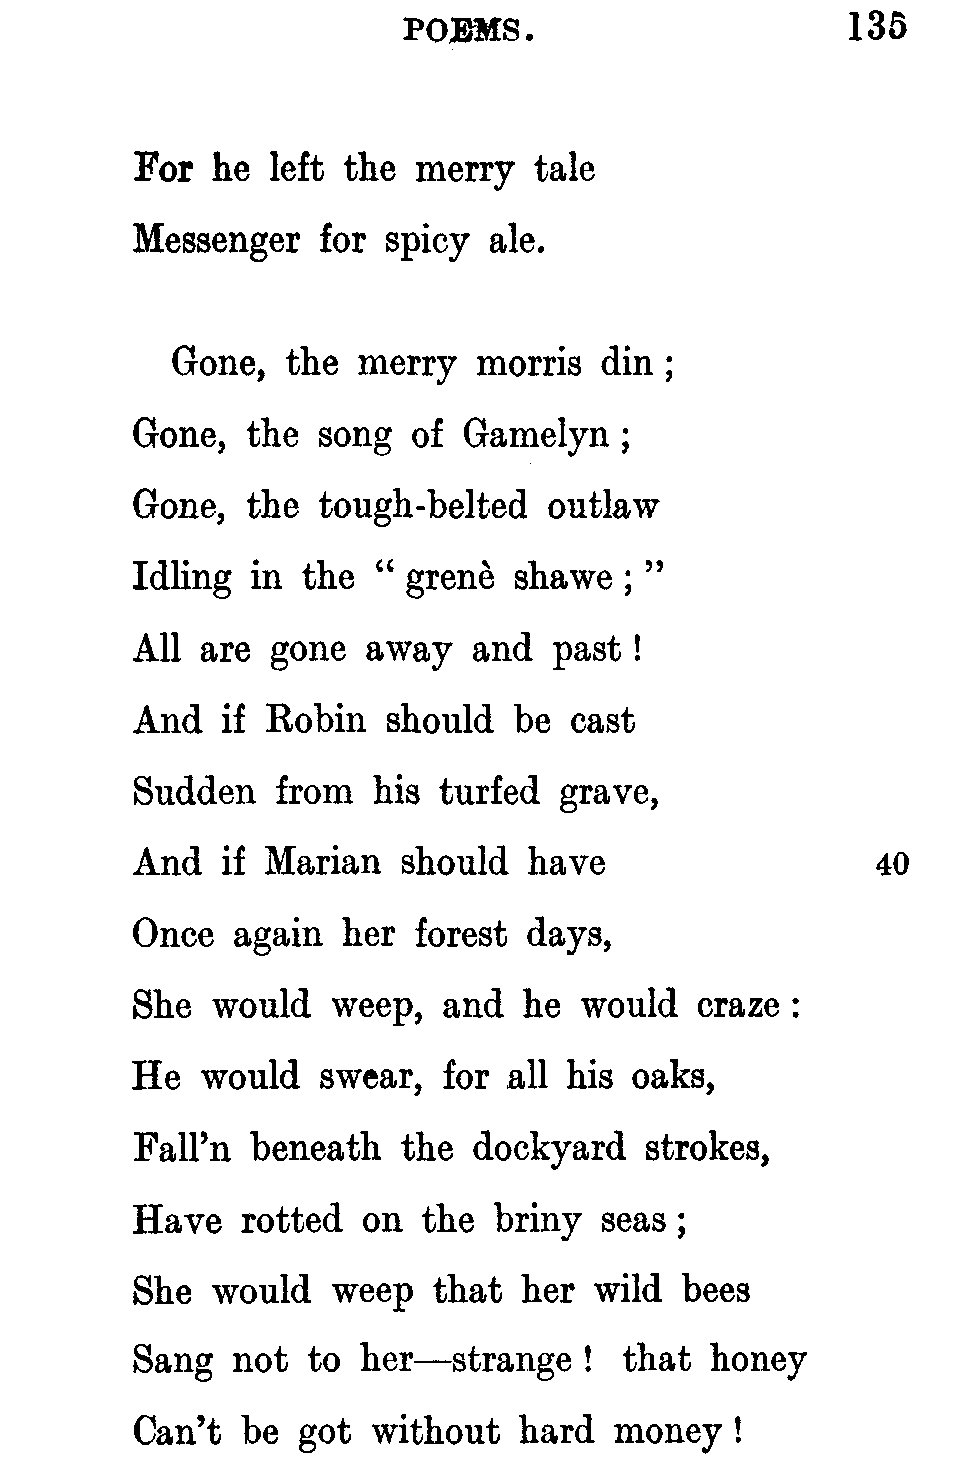 POEMS. 135
For he left the merry tale
Messenger for spicy ale.
Gone, the merry morris din ;
Gone, the song of Gamelyn ;
Gone, the tough-belted outlaw
Idling in the “ grenè shawe ; ”
All are gone away and past !
And if Robin should be cast
Sudden from his turfed grave,
And if Marian should have 40
Once again her forest days,
She would weep, and he would craze :
He would swear, for all his oaks,
Fall’n beneath the dockyard strokes,
Have rotted on the briny seas ;
She would weep that her wild bees
Sang not to her—strange ! that honey
Can’t be got without hard money !